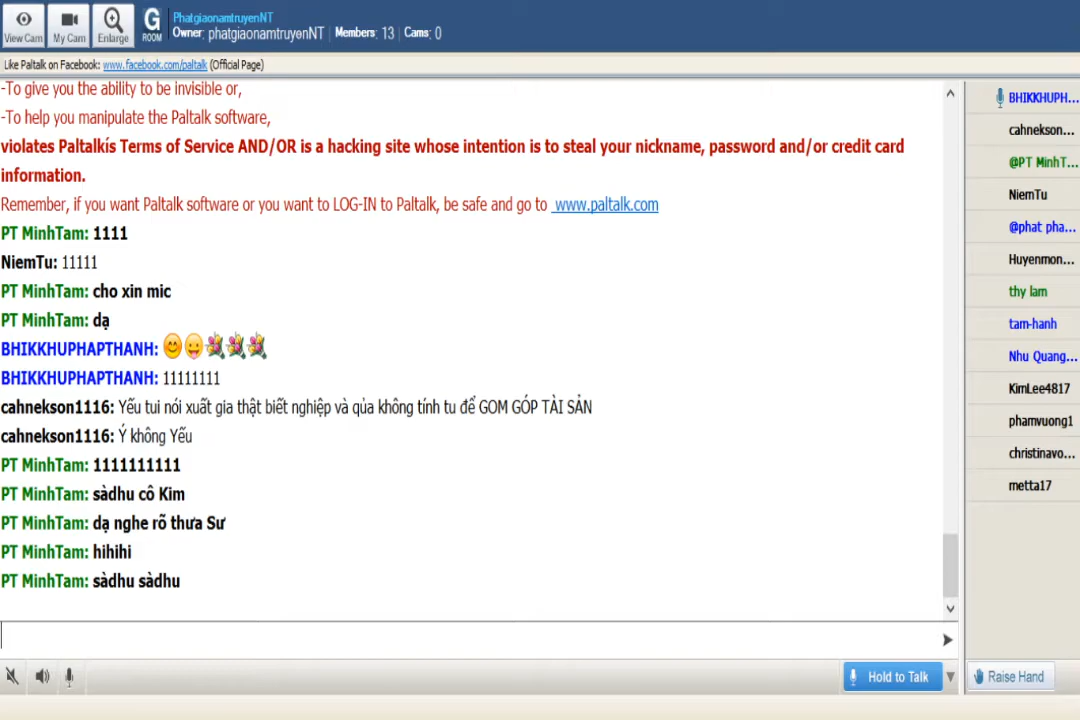 View Cam
My Cam
Enlarge
G
ROOM
PhatgiaonamtruyenNT
Owner: phatgiaonamtruyenNT Members: 13 Cams: 0
Like Paltalk on Facebook: www.facebook.com/paltalk (Official Page)
-To give you the ability to be invisible or,
-To help you manipulate the Paltalk software,
violates Paltalkís Terms of Service AND/OR is a hacking site whose intention is to steal your nickname, password and/or credit card
information.
Remember, if you want Paltalk software or you want to LOG-IN to Paltalk, be safe and go to www.paltalk.com
PT MinhTam: 1111
NiemTu: 11111
PT MinhTam: cho xin mic
PT MinhTam: dạ
BHIKKHUPHAPTHANH:
BHIKKHUPHAPTHANH: 11111111
cahnekson1116: Yếu tui nói xuất gia thật biết nghiệp và qủa không tính tu để GOM GÓP TÀI SẢN
cahnekson1116: Ý không Yếu
PT MinhTam: 1111111111
PT MinhTam: sàdhu cô Kim
PT MinhTam: dạ nghe rõ thưa Sư
PT MinhTam: hihihi
PT MinhTam: sàdhu sàdhu
Hold to Talk
BHIKKHUPH...
cahnekson...
@PT MinhT...
NiemTu
@phat pha...
Huyenmon...
thy lam
tam-hanh
Nhu Quang...
KimLee4817
phamvuong1
christinavo...
metta17
Raise Hand